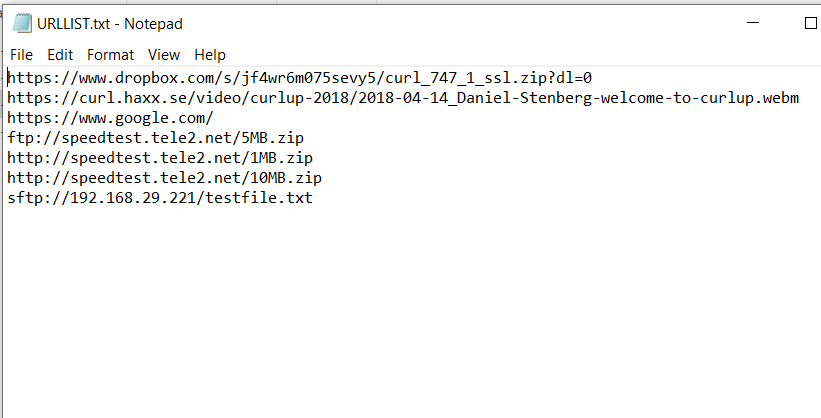 URLLIST.txt - Notepad
File Edit Format View Help
https://www.dropbox.com/s/jf4wr6m075sevy5/curl_747_1_ssl.zip?dl=0
https://curl.haxx.se/video/curlup-2018/2018-04-14_Daniel-Stenberg-welcome-to-curlup.webm
https://www.google.com/
ftp://speedtest.tele2.net/5MB.zip
http://speedtest.tele2.net/1MB.zip
http://speedtest.tele2.net/10MB.zip
sftp://192.168.29.221/testfile.txt